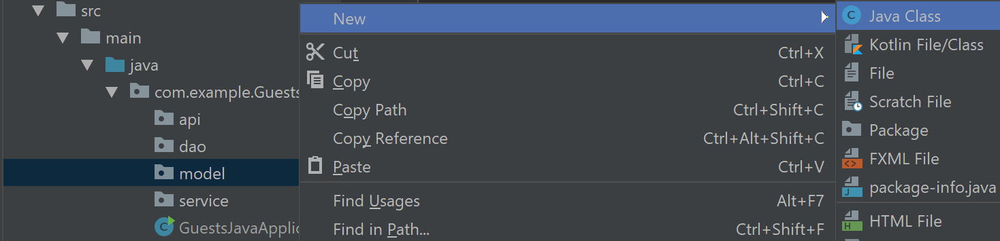 src
main
java
com.example.Guests
api
dao
model
service
GuestsJavaApplic
New
Cut Ctrl+X
Copy Ctrl+C
Copy Path Ctrl+Shift+C
Copy Reference Ctrl+Alt+Shift+C
Paste Ctrl+V
Find Usages Alt+F7
Find in Path... Ctrl+Shift+F
Java Class
Kotlin File/Class
File
Scratch File
Package
FXML File
package-info.java
HTML File